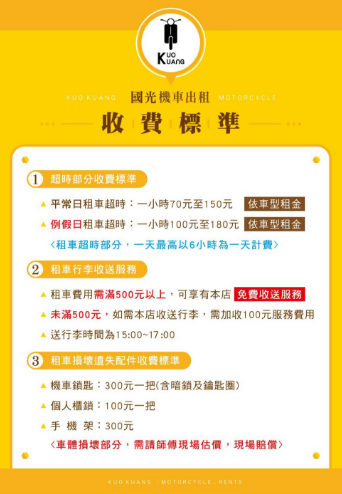 KUO
KUANG
KUO KUANG 國光機車出租 MOTORCYCLE
收費標準
1 超時部分收費標準
平常日租車超時：一小時70元至150元 依車型租金
例假日租車超時：一小時100元至180元 依車型租金
〈租車超時部分，一天最高以6小時為一天計費〉
2 租車行李收送服務
租車費用需滿500元以上，可享有本店 免費收送服務
未滿500元，如需本店收送行李，需加收100元服務費用
送行李時間為15:00~17:00
3 租車損壞遺失配件收費標準
機車鎖匙：300元一把(含暗鎖及鑰匙圈)
個人櫃鎖：100元一把
手 機 架：300元
〈車體損壞部分，需請師傅現場估價，現場賠償〉
KUO KUANG . MOTORCYCLE . RENTS